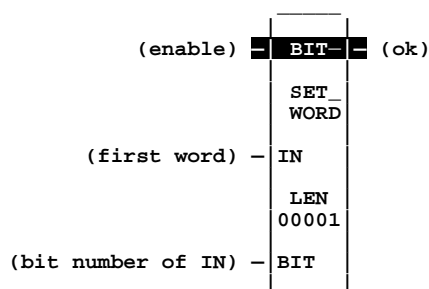 (enable) BIT (ok)
SET_
WORD
(first word) IN
LEN
00001
(bit number of IN) BIT